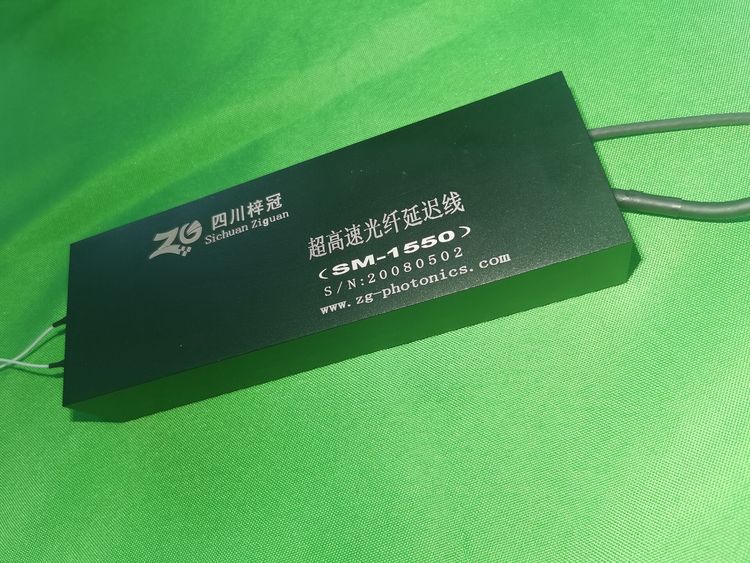 ZG 四川梓冠
Sichuan Ziguan
超高速光纤延迟线
(SM-1550)
S/N:20080502
www.zg-photonics.com